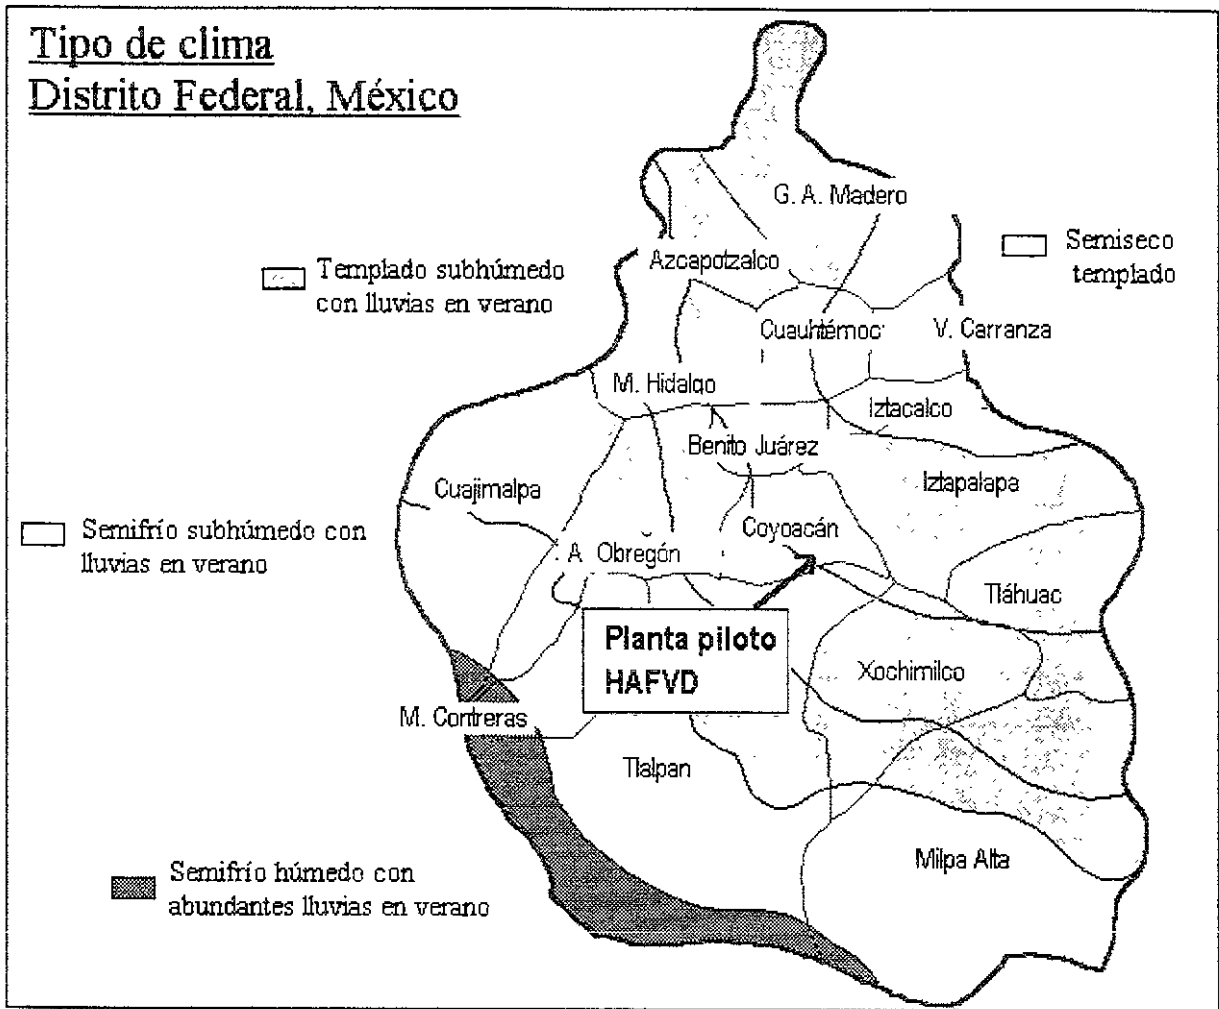 Tipo de clima
Distrito Federal, México
G. A. Madero
Semiseco
templado
Azcapotzalco
Templado subhúmedo
con lluvias en verano
Cuauhtémoc
V. Carranza
M. Hidalgo
Iztacalco
Benito Juárez
Iztapalapa
Cuajimalpa
Semifrío subhúmedo con
lluvias en verano
Coyoacán
A. Obregón
Tláhuac
Planta piloto
HAFVD
Xochimilco
M. Contreras
Tlalpan
Milpa Alta
Semifrío húmedo con
abundantes lluvias en verano